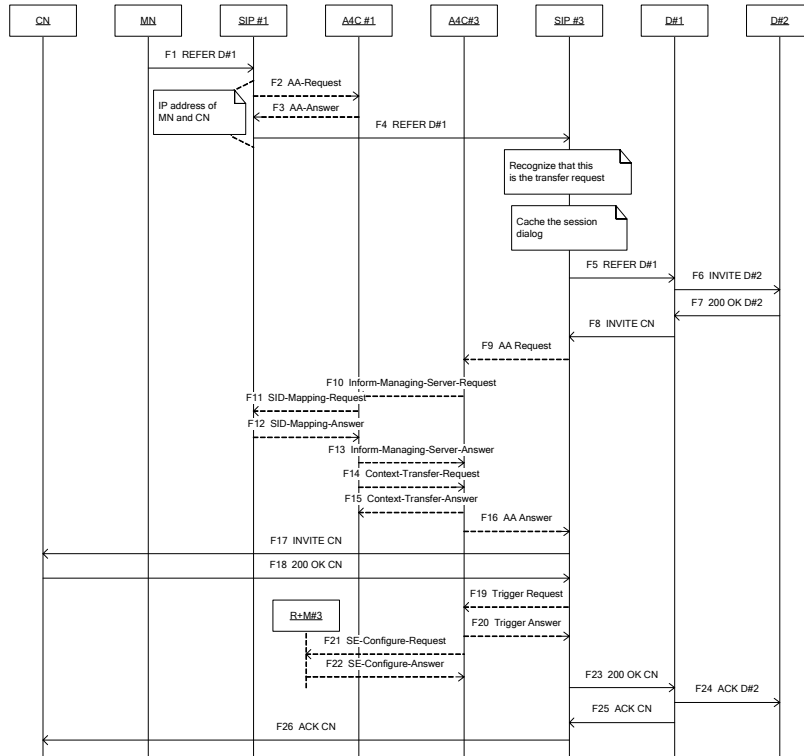 CN
MN
SIP #1
A4C #1
A4C#3
SIP #3
D#1
D#2
F1 REFER D#1
F2 AA-Request
IP address of
MN and CN
F3 AA-Answer
F4 REFER D#1
Recognize that this
is the transfer request
Cache the session
dialog
F5 REFER D#1
F6 INVITE D#2
F7 200 OK D#2
F8 INVITE CN
F9 AA Request
F10 Inform-Managing-Server-Request
F11 SID-Mapping-Request
F12 SID-Mapping-Answer
F13 Inform-Managing-Server-Answer
F14 Context-Transfer-Request
F15 Context-Transfer-Answer
F16 AA Answer
F17 INVITE CN
F18 200 OK CN
F19 Trigger Request
R+M#3
F20 Trigger Answer
F21 SE-Configure-Request
F22 SE-Configure-Answer
F23 200 OK CN
F24 ACK D#2
F25 ACK CN
F26 ACK CN